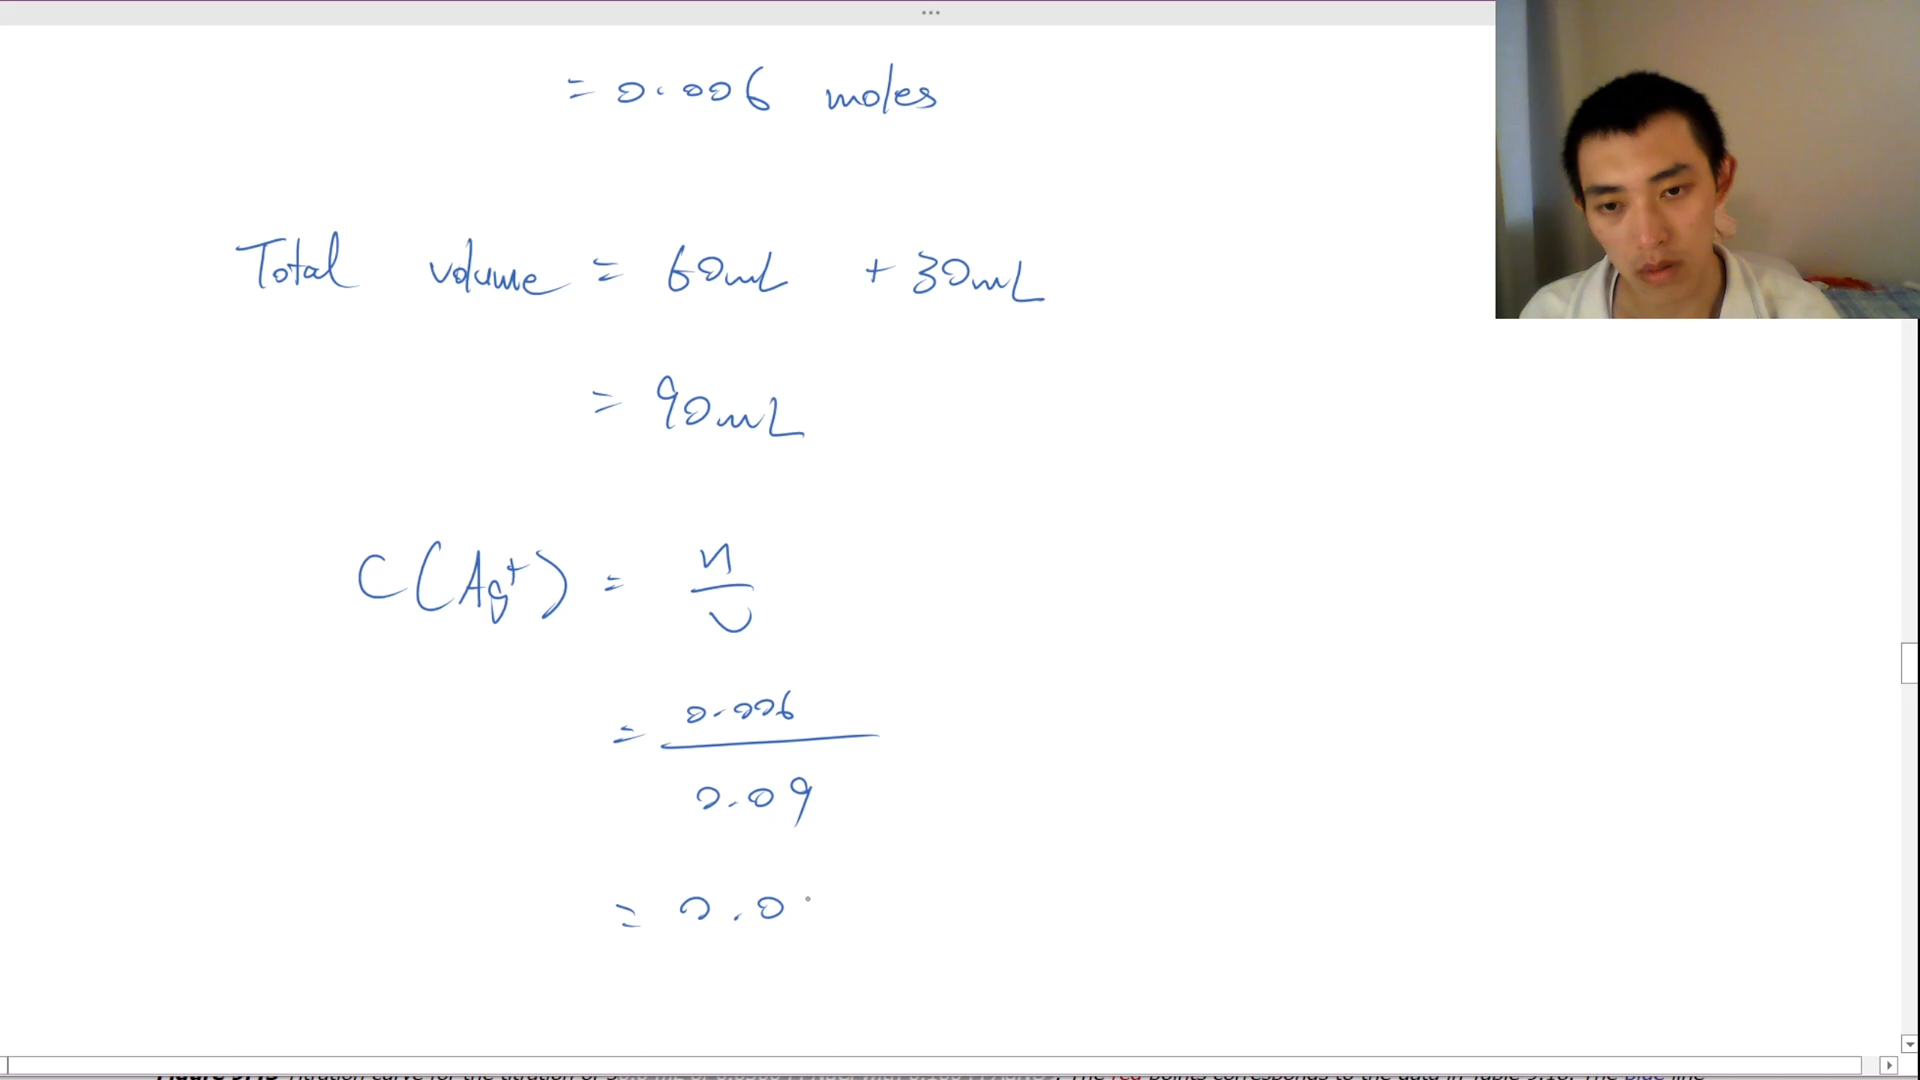 ...
= 0.006 moles
Total volume = 60mL + 30mL
= 90mL
C(Ag⁺) = n
v
= 0.006
0.09
= 0.0